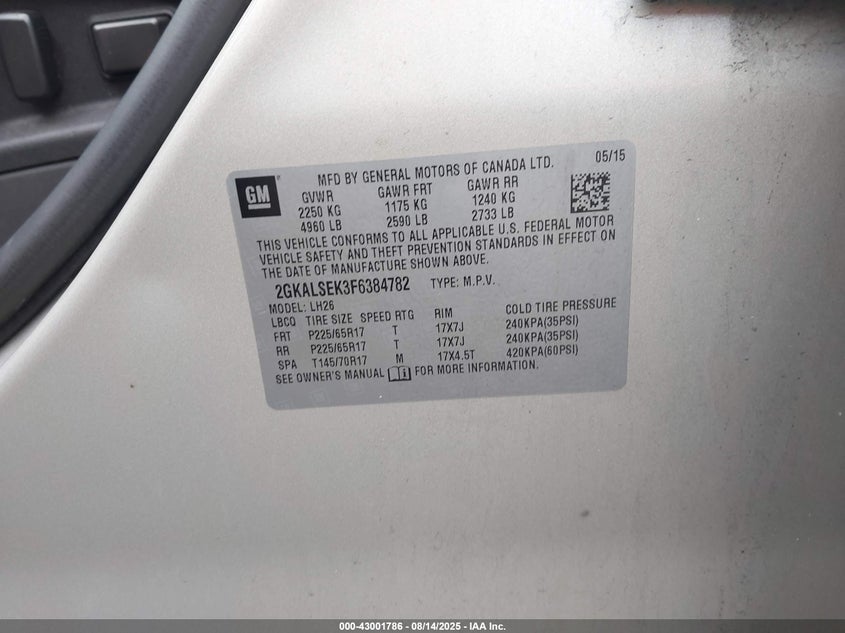 GM
MFD BY GENERAL MOTORS OF CANADA LTD. 05/15
GVWR GAWR FRT GAWR RR
2250 KG 1175 KG 1240 KG
4960 LB 2590 LB 2733 LB
THIS VEHICLE CONFORMS TO ALL APPLICABLE U.S. FEDERAL MOTOR
VEHICLE SAFETY AND THEFT PREVENTION STANDARDS IN EFFECT ON
THE DATE OF MANUFACTURE SHOWN ABOVE.
2GKALSEK3F6384782 TYPE: M.P.V.
MODEL: LH26
LBCQ TIRE SIZE SPEED RTG RIM COLD TIRE PRESSURE
FRT P225/65R17 T 17X7J 240KPA(35PSI)
RR P225/65R17 T 17X7J 240KPA(35PSI)
SPA T145/70R17 M 17X4.5T 420KPA(60PSI)
SEE OWNER'S MANUAL FOR MORE INFORMATION.
000-43001786 - 08/14/2025 - IAA Inc.